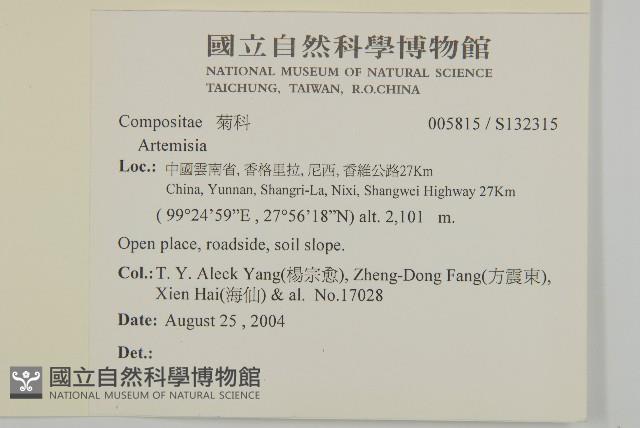 國立自然科學博物館
NATIONAL MUSEUM OF NATURAL SCIENCE
TAICHUNG, TAIWAN, R.O.CHINA
Compositae 菊科 005815 / S132315
Artemisia
Loc.: 中國雲南省, 香格里拉, 尼西, 香維公路27Km
China, Yunnan, Shangri-La, Nixi, Shangwei Highway 27Km
( 99°24'59”E , 27°56'18”N) alt. 2,101 m.
Open place, roadside, soil slope.
Col.: T. Y. Aleck Yang(楊宗愈), Zheng-Dong Fang(方震東),
Xien Hai(海仙) & al. No.17028
Date: August 25 , 2004
Det.:
國立自然科學博物館
NATIONAL MUSEUM OF NATURAL SCIENCE